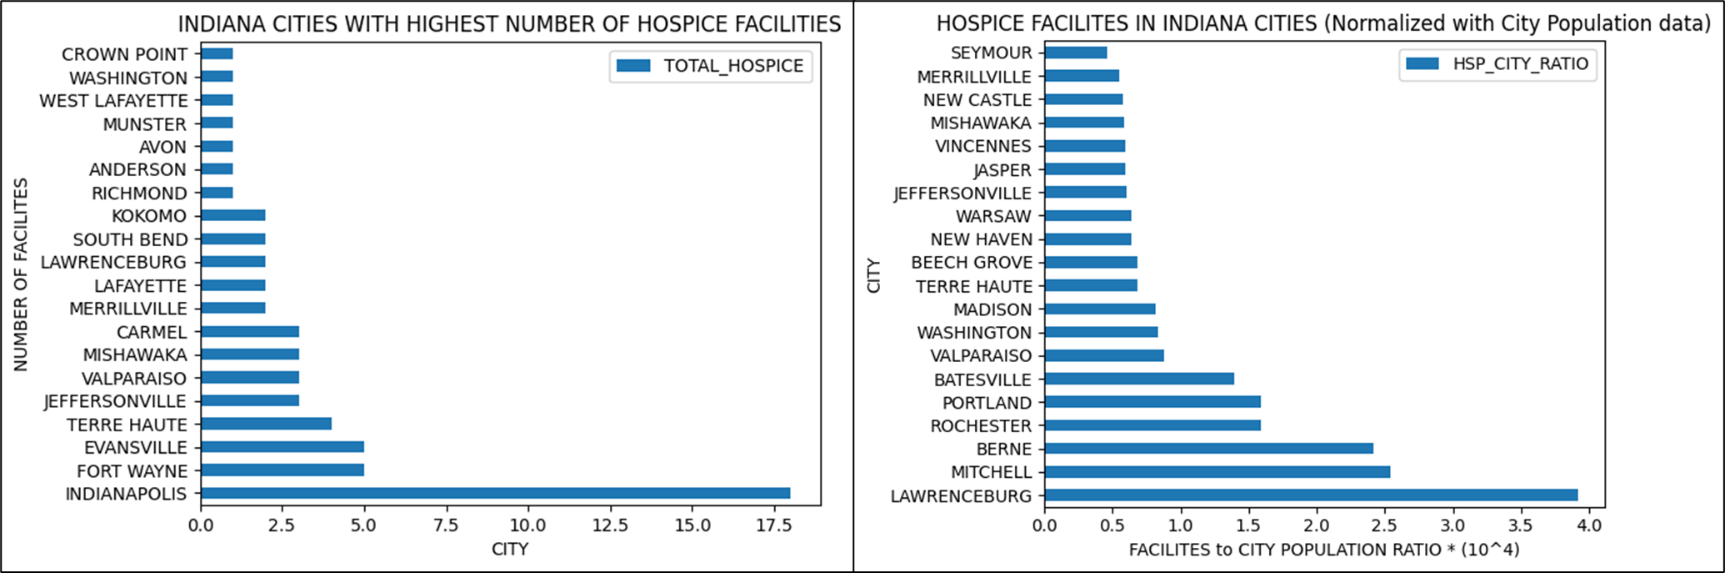 INDIANA CITIES WITH HIGHEST NUMBER OF HOSPICE FACILITIES
TOTAL_HOSPICE
NUMBER OF FACILITES
CROWN POINT
WASHINGTON
WEST LAFAYETTE
MUNSTER
AVON
ANDERSON
RICHMOND
KOKOMO
SOUTH BEND
LAWRENCEBURG
LAFAYETTE
MERRILLVILLE
CARMEL
MISHAWAKA
VALPARAISO
JEFFERSONVILLE
TERRE HAUTE
EVANSVILLE
FORT WAYNE
INDIANAPOLIS
0.0 2.5 5.0 7.5 10.0 12.5 15.0 17.5
CITY
HOSPICE FACILITES IN INDIANA CITIES (Normalized with City Population data)
HSP_CITY_RATIO
CITY
SEYMOUR
MERRILLVILLE
NEW CASTLE
MISHAWAKA
VINCENNES
JASPER
JEFFERSONVILLE
WARSAW
NEW HAVEN
BEECH GROVE
TERRE HAUTE
MADISON
WASHINGTON
VALPARAISO
BATESVILLE
PORTLAND
ROCHESTER
BERNE
MITCHELL
LAWRENCEBURG
0.0 0.5 1.0 1.5 2.0 2.5 3.0 3.5 4.0
FACILITES to CITY POPULATION RATIO * (10^4)